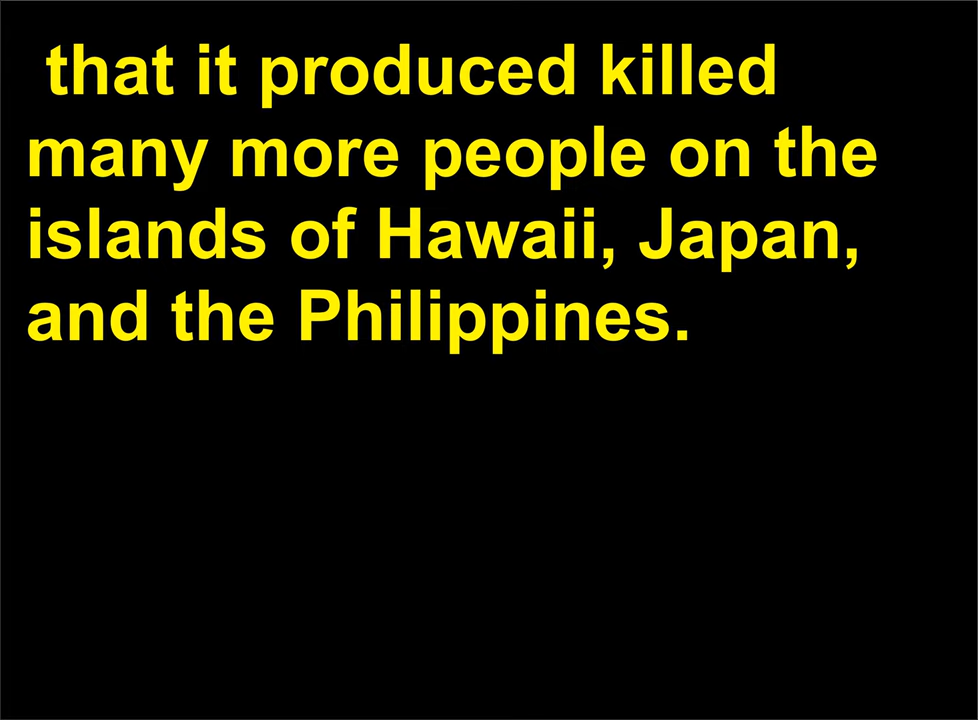 that it produced killed
many more people on the
islands of Hawaii, Japan,
and the Philippines.